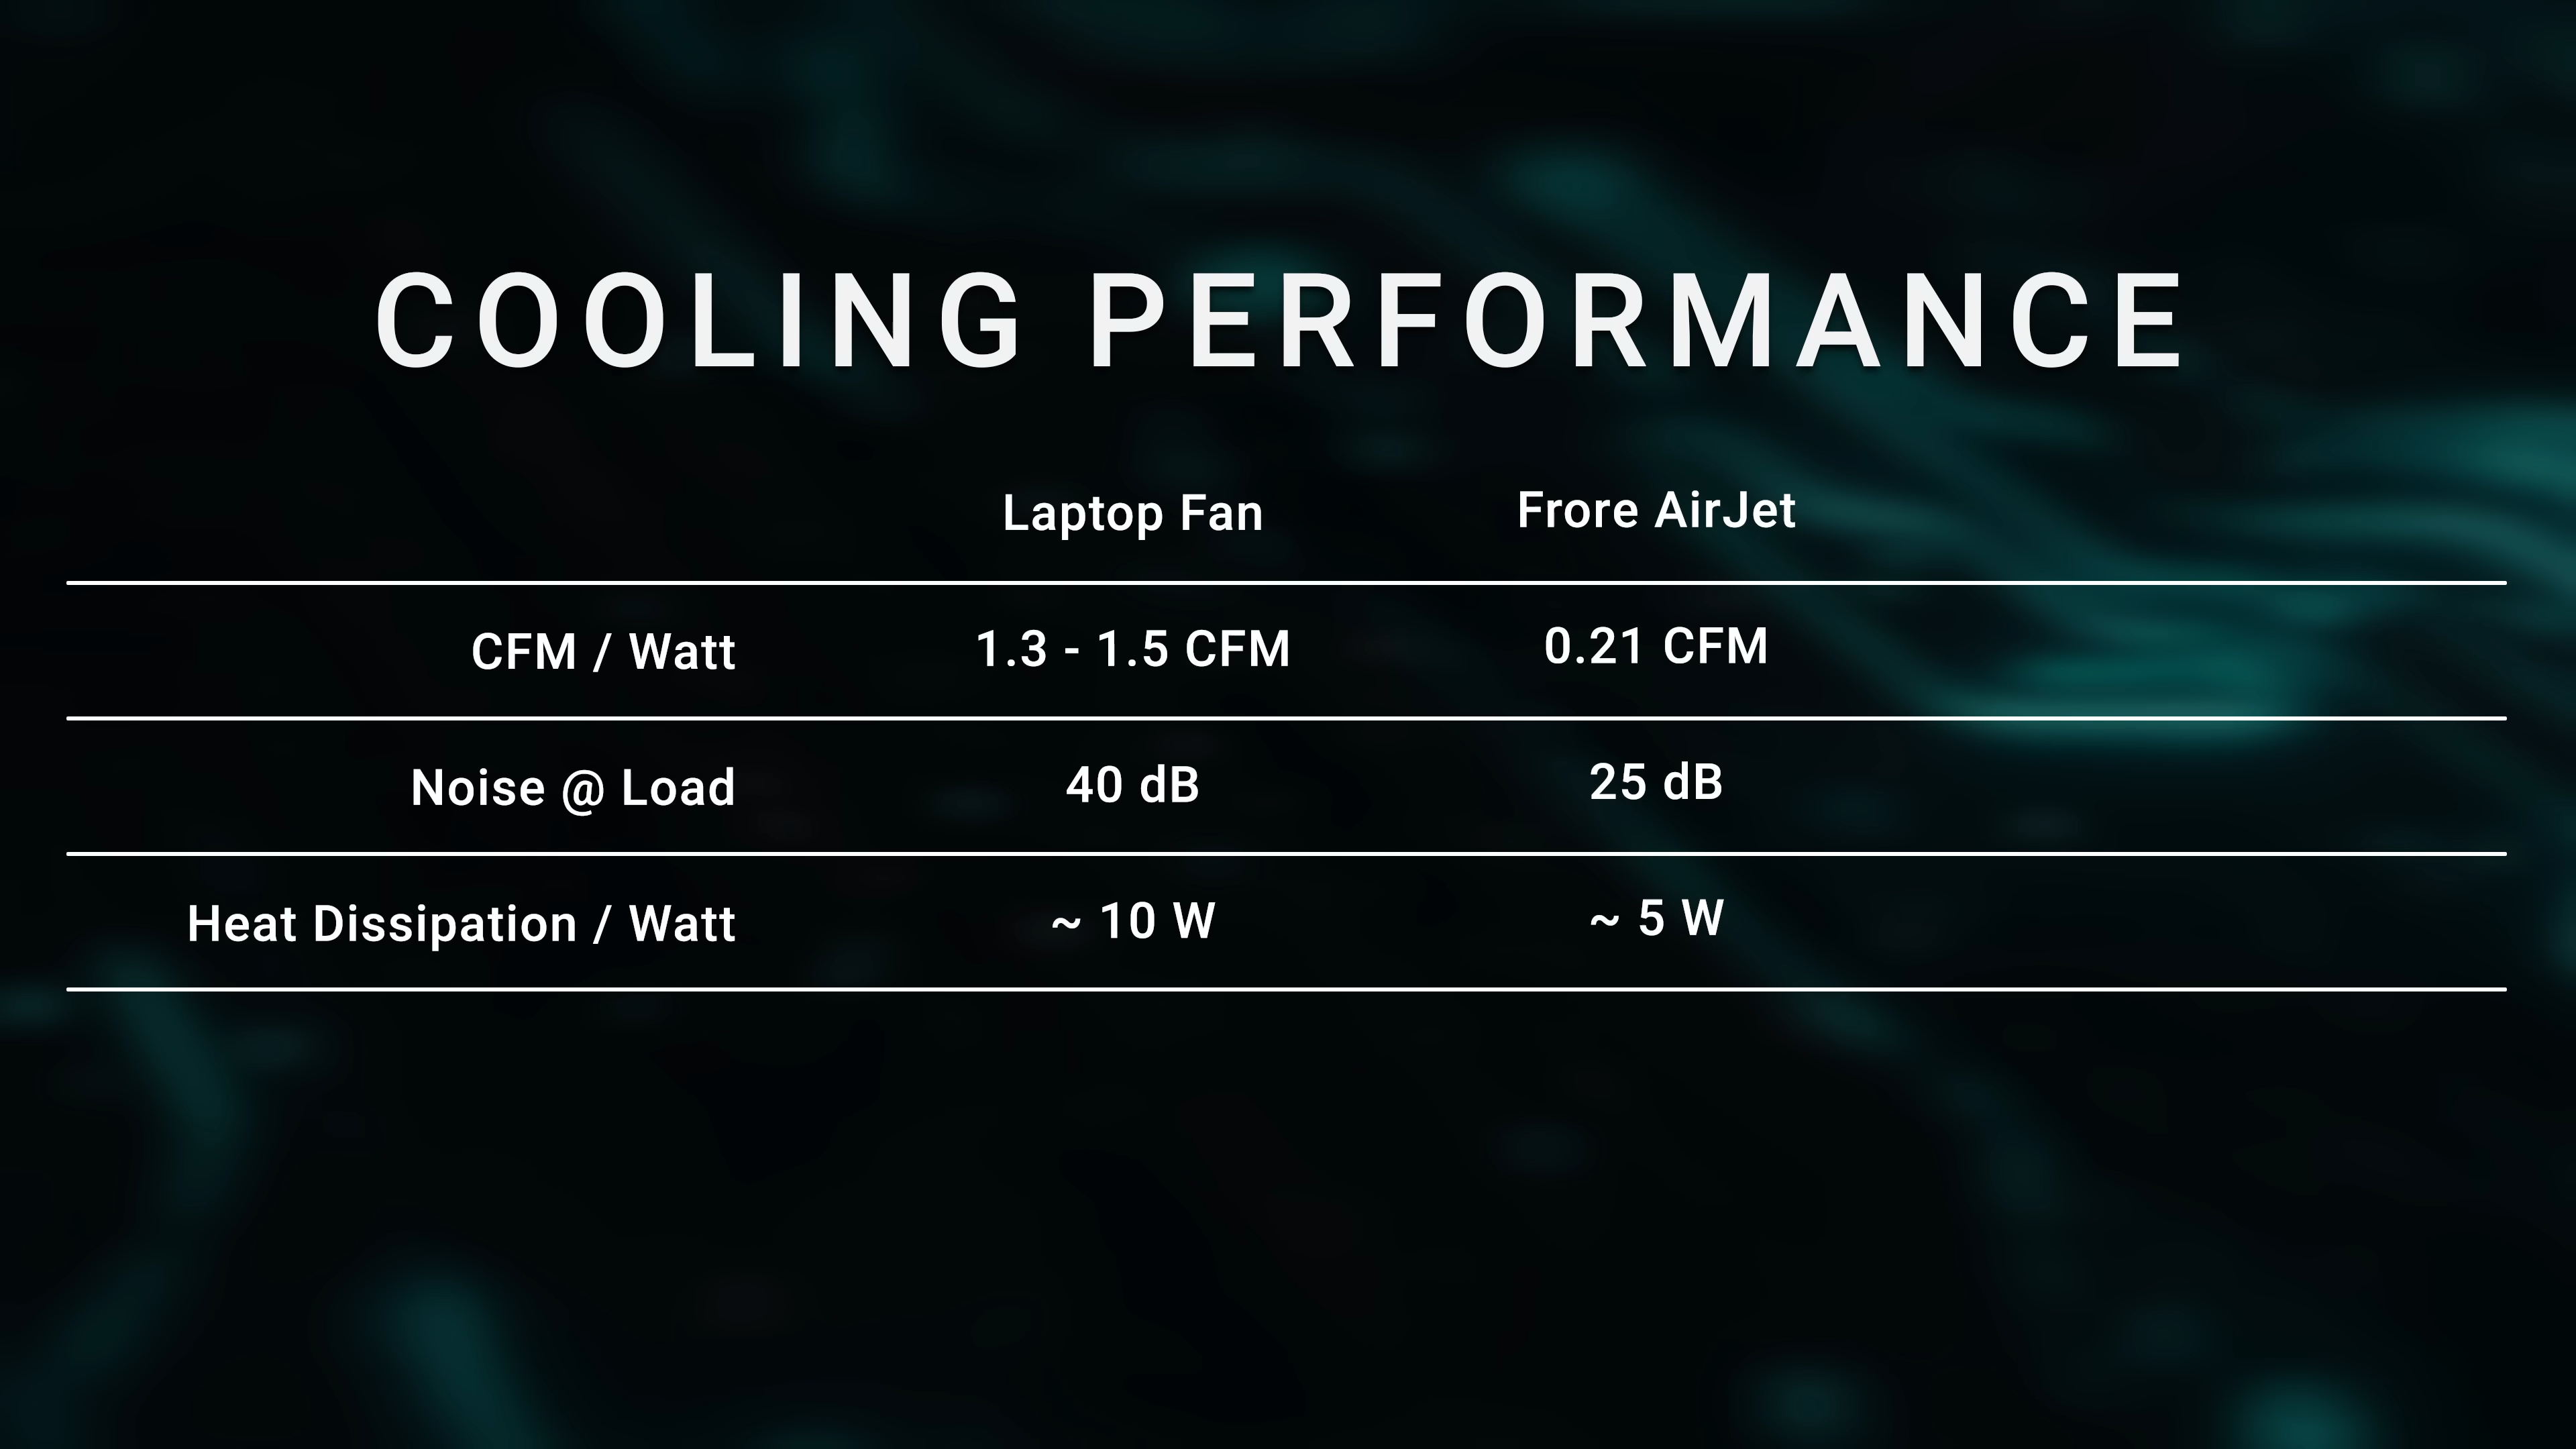 COOLING PERFORMANCE
Laptop Fan Frore AirJet
CFM / Watt 1.3 - 1.5 CFM 0.21 CFM
Noise @ Load 40 dB 25 dB
Heat Dissipation / Watt ~ 10 W ~ 5 W